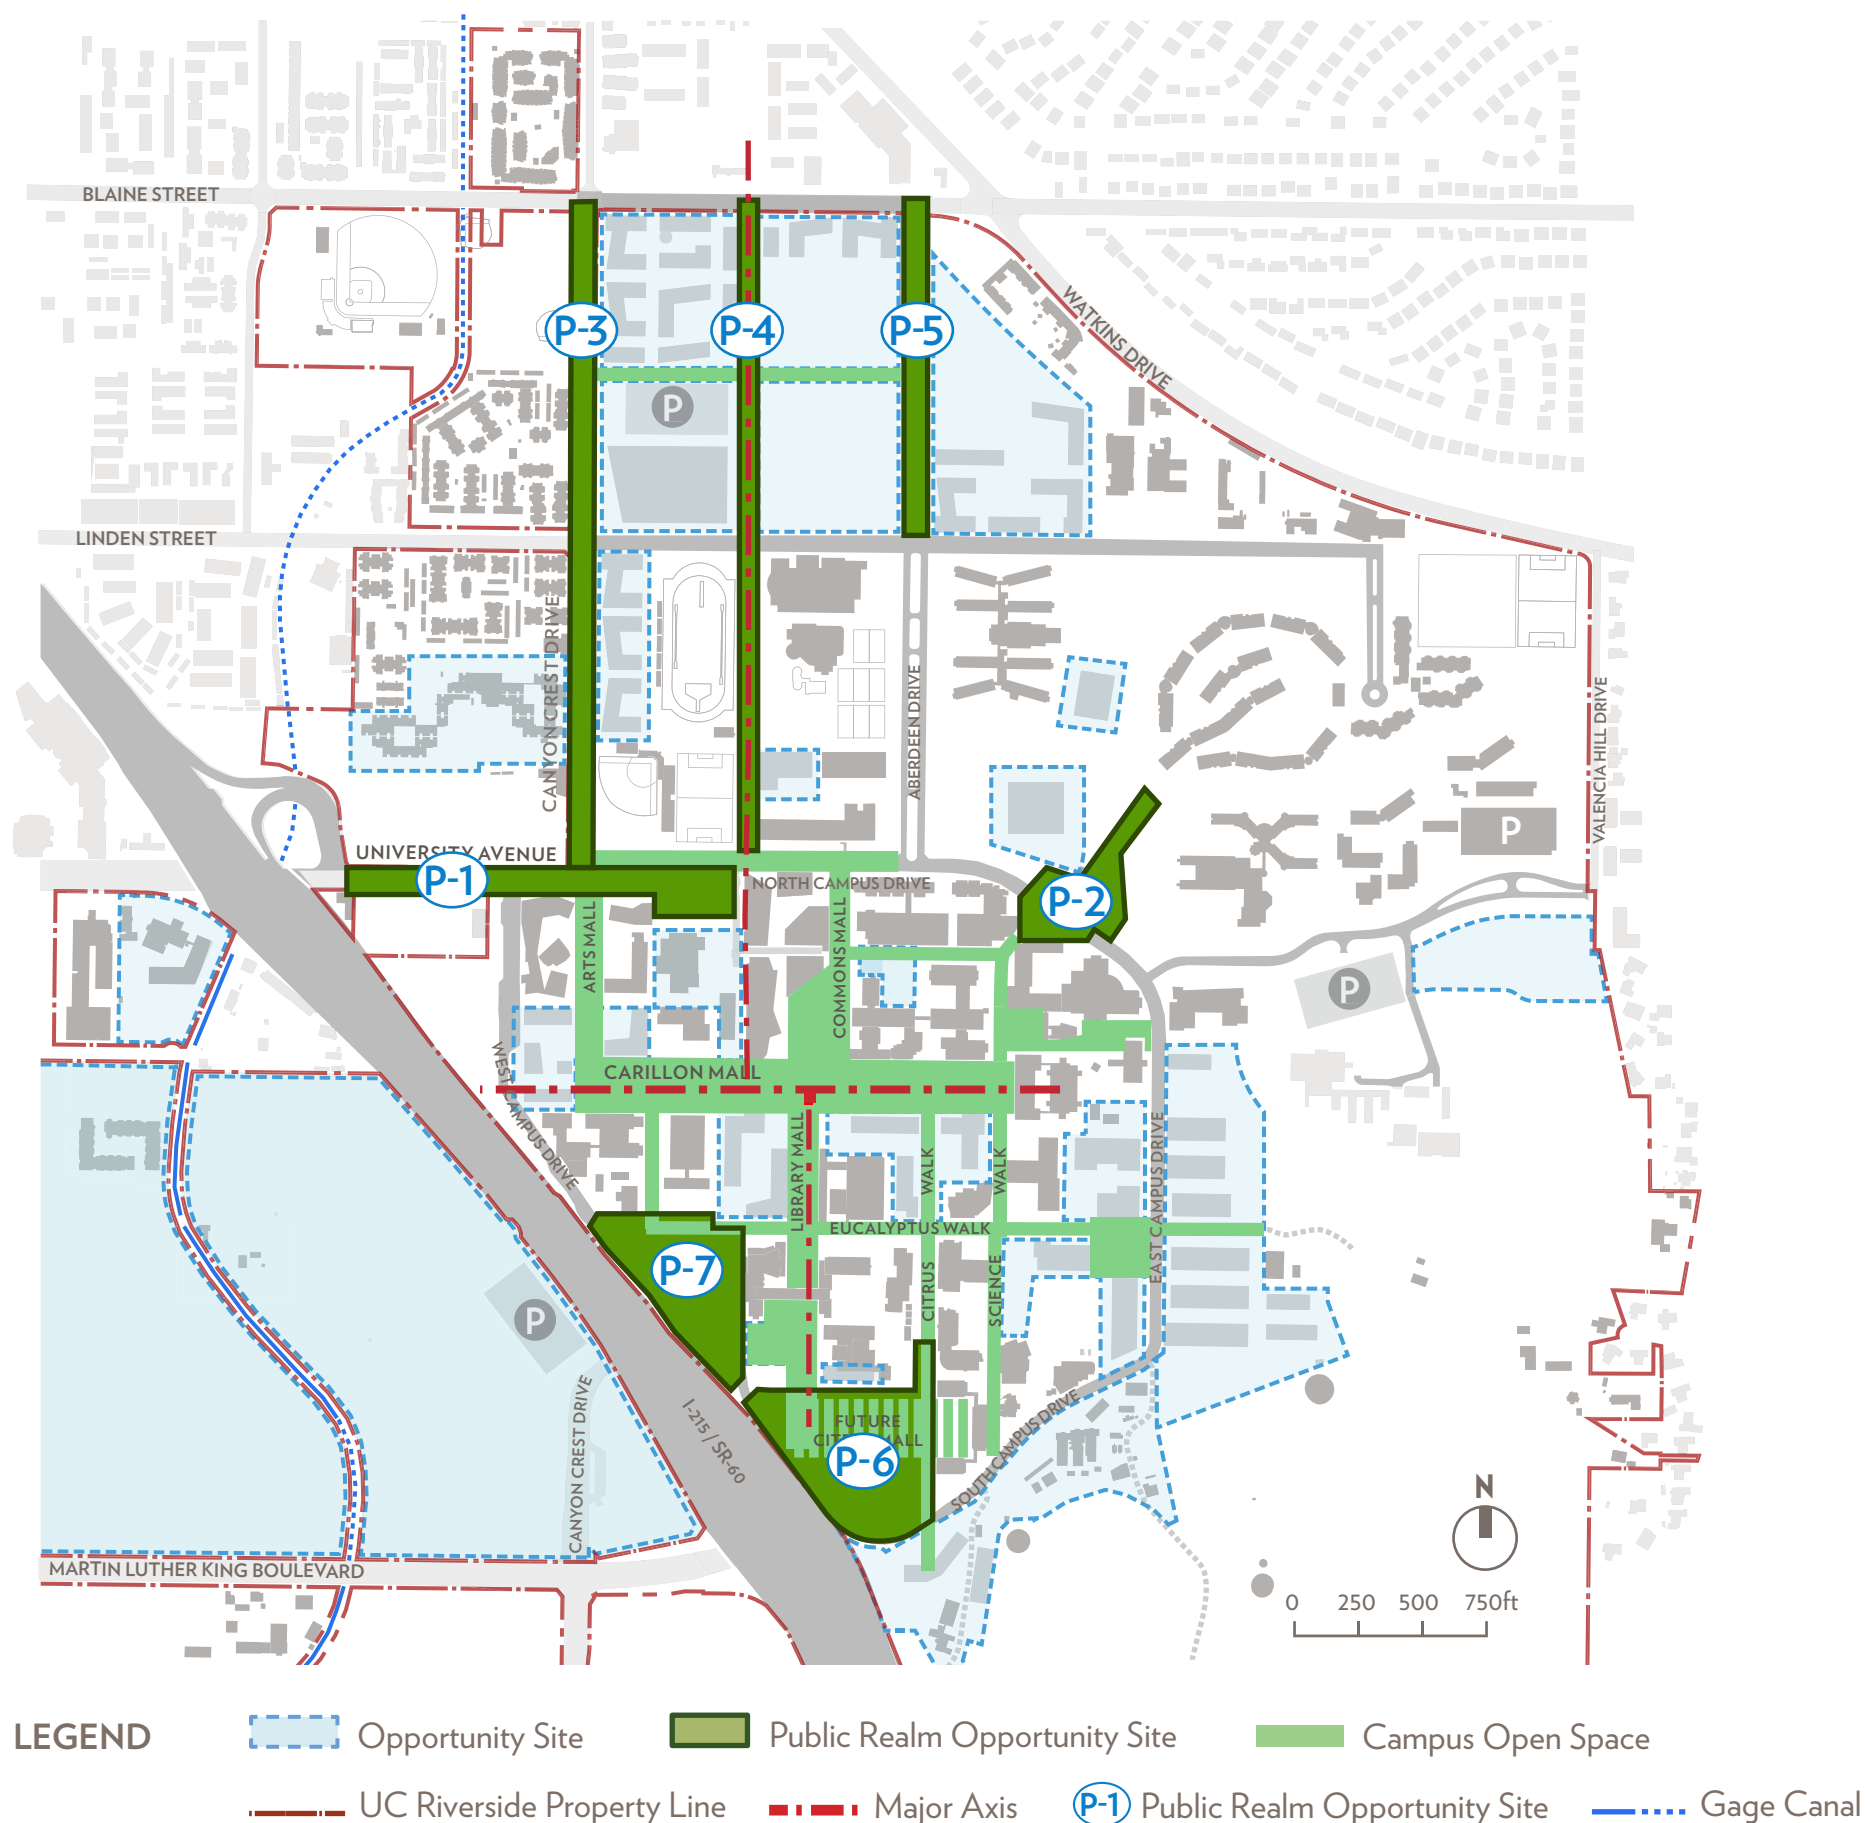 BLAINE STREET
WATKINS DRIVE
P-3
P-4
P-5
P
LINDEN STREET
CANYON CREST DRIVE
ABERDEEN DRIVE
VALENCIA HILL DRIVE
P
UNIVERSITY AVENUE
P-1
NORTH CAMPUS DRIVE
P-2
ARTS MALL
COMMONS MALL
P
WEST CAMPUS DRIVE
CARILLON MALL
LIBRARY MALL
CITRUS WALK
SCIENCE WALK
EAST CAMPUS DRIVE
EUCALYPTUS WALK
P-7
P
I-215 / SR-60
CANYON CREST DRIVE
FUTURE
P-6
SOUTH CAMPUS DRIVE
MARTIN LUTHER KING BOULEVARD
N
0 250 500 750ft
LEGEND
Opportunity Site
Public Realm Opportunity Site
Campus Open Space
UC Riverside Property Line
Major Axis
P-1 Public Realm Opportunity Site
Gage Canal